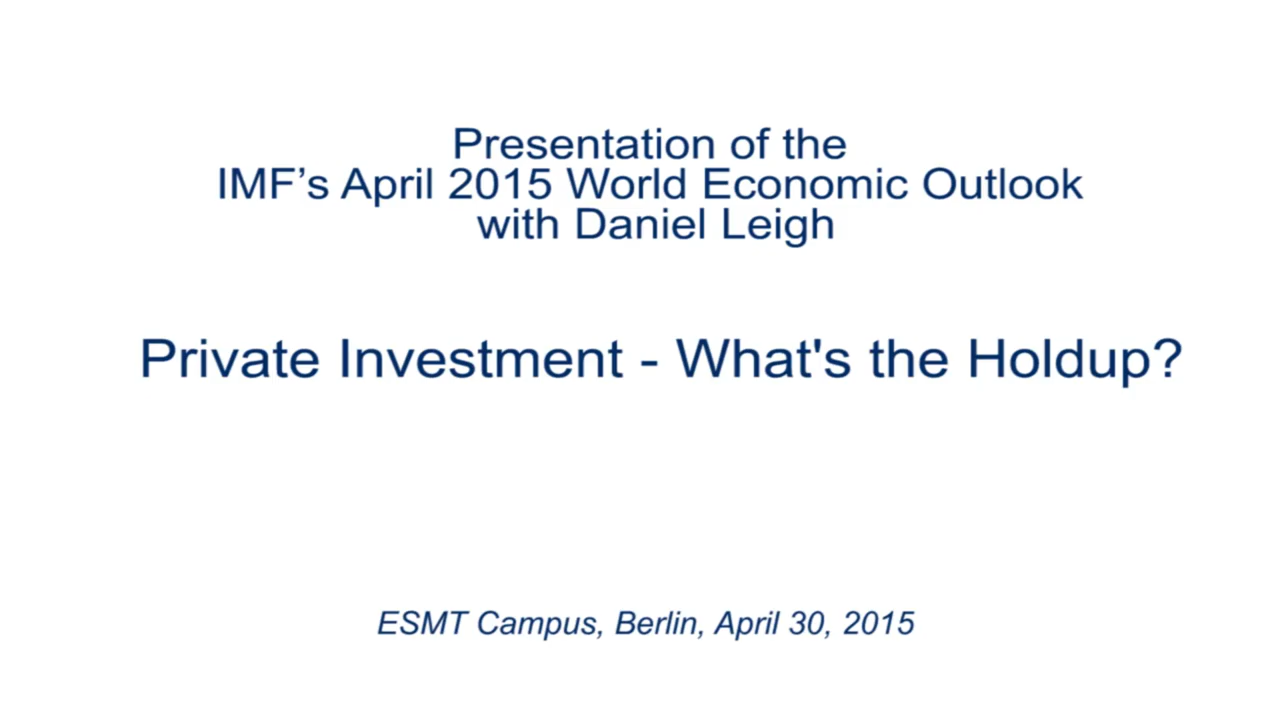 Presentation of the
IMF’s April 2015 World Economic Outlook
with Daniel Leigh
Private Investment - What's the Holdup?
ESMT Campus, Berlin, April 30, 2015